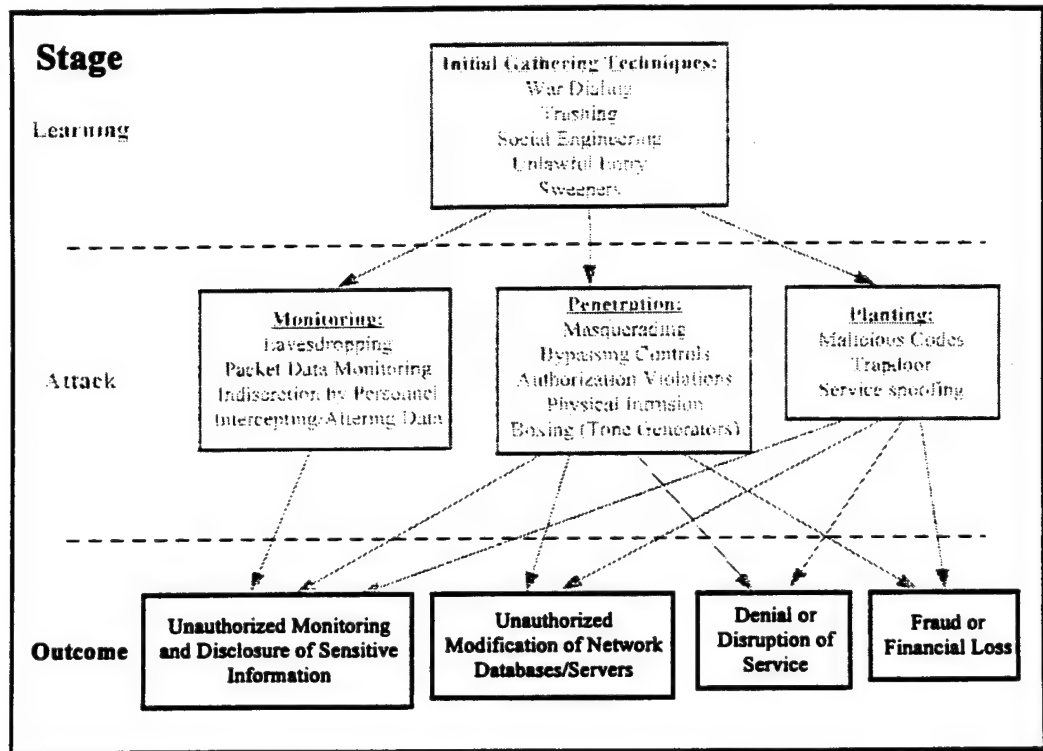 Stage
Learning
Initial Gathering Techniques:
War Dialing
Trashing
Social Engineering
Unlawful Entry
Sweepers
Attack
Monitoring:
Eavesdropping
Packet Data Monitoring
Indiscretion by Personnel
Intercepting/Altering Data
Penetration:
Masquerading
Bypassing Controls
Authorization Violations
Physical Intrusion
Boxing (Tone Generators)
Planting:
Malicious Codes
Trapdoor
Service spoofing
Outcome
Unauthorized Monitoring
and Disclosure of Sensitive
Information
Unauthorized
Modification of Network
Databases/Servers
Denial or
Disruption of
Service
Fraud or
Financial Loss